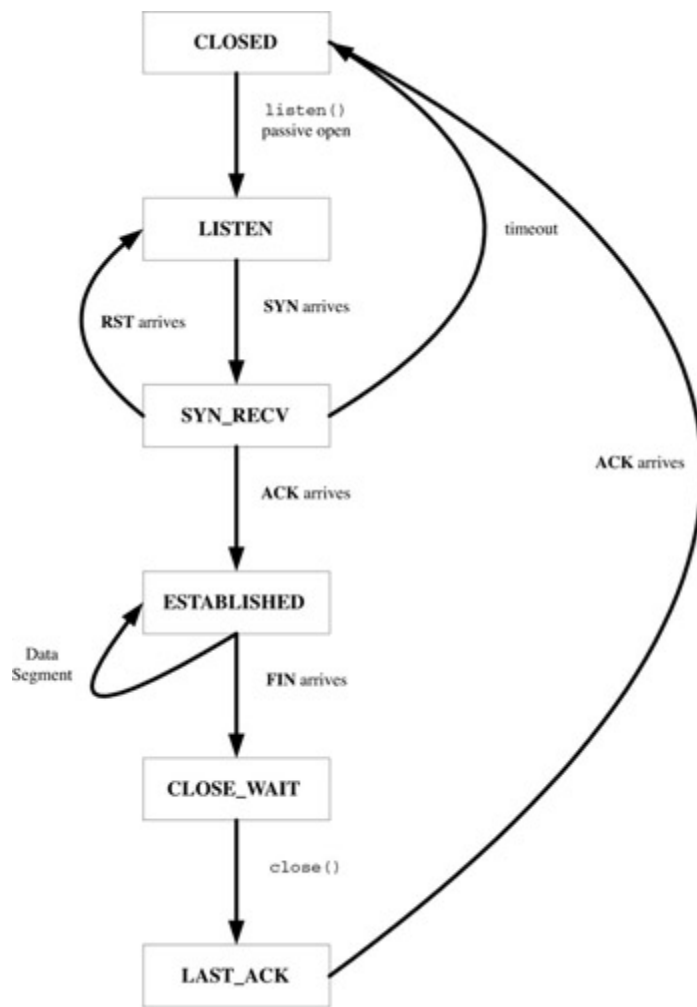 CLOSED
listen()
passive open
LISTEN
timeout
RST arrives
SYN arrives
SYN_RECV
ACK arrives
ACK arrives
ESTABLISHED
Data
Segment
FIN arrives
CLOSE_WAIT
close()
LAST_ACK